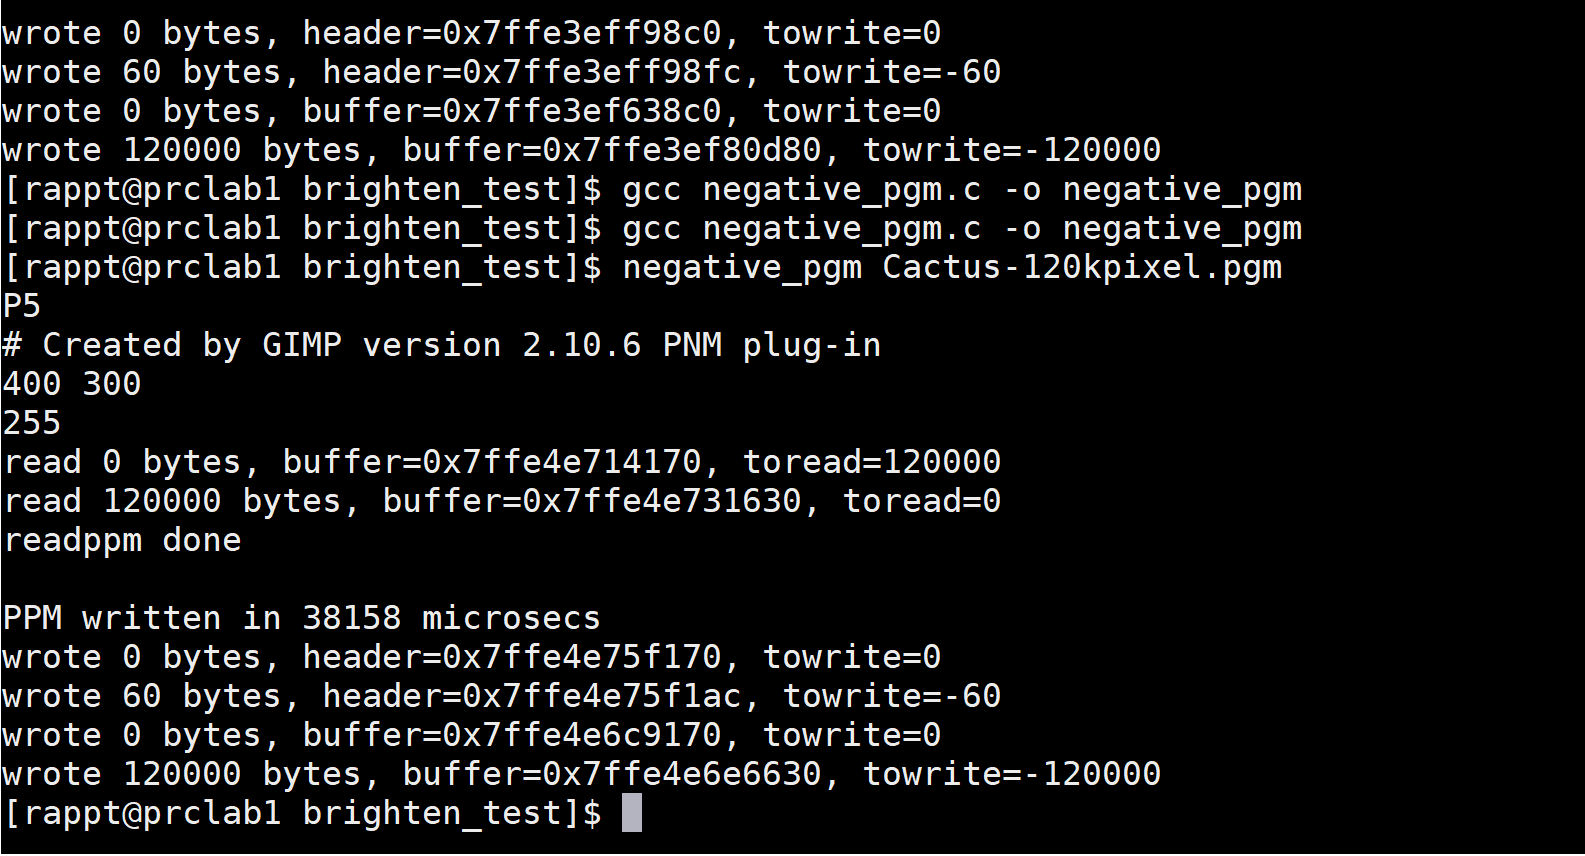 wrote 0 bytes, header=0x7ffe3eff98c0, towrite=0
wrote 60 bytes, header=0x7ffe3eff98fc, towrite=-60
wrote 0 bytes, buffer=0x7ffe3ef638c0, towrite=0
wrote 120000 bytes, buffer=0x7ffe3ef80d80, towrite=-120000
[rappt@prclab1 brighten_test]$ gcc negative_pgm.c -o negative_pgm
[rappt@prclab1 brighten_test]$ gcc negative_pgm.c -o negative_pgm
[rappt@prclab1 brighten_test]$ negative_pgm Cactus-120kpixel.pgm
P5
# Created by GIMP version 2.10.6 PNM plug-in
400 300
255
read 0 bytes, buffer=0x7ffe4e714170, toread=120000
read 120000 bytes, buffer=0x7ffe4e731630, toread=0
readppm done
PPM written in 38158 microsecs
wrote 0 bytes, header=0x7ffe4e75f170, towrite=0
wrote 60 bytes, header=0x7ffe4e75f1ac, towrite=-60
wrote 0 bytes, buffer=0x7ffe4e6c9170, towrite=0
wrote 120000 bytes, buffer=0x7ffe4e6e6630, towrite=-120000
[rappt@prclab1 brighten_test]$